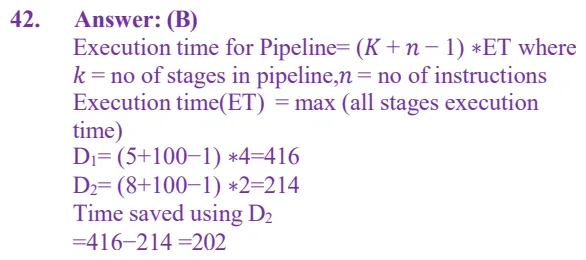 42. Answer: (B)
Execution time for Pipeline= (K + n − 1) ∗ET where
k = no of stages in pipeline,n = no of instructions
Execution time(ET) = max (all stages execution
time)
D₁= (5+100−1) ∗4=416
D₂= (8+100−1) ∗2=214
Time saved using D₂
=416−214 =202